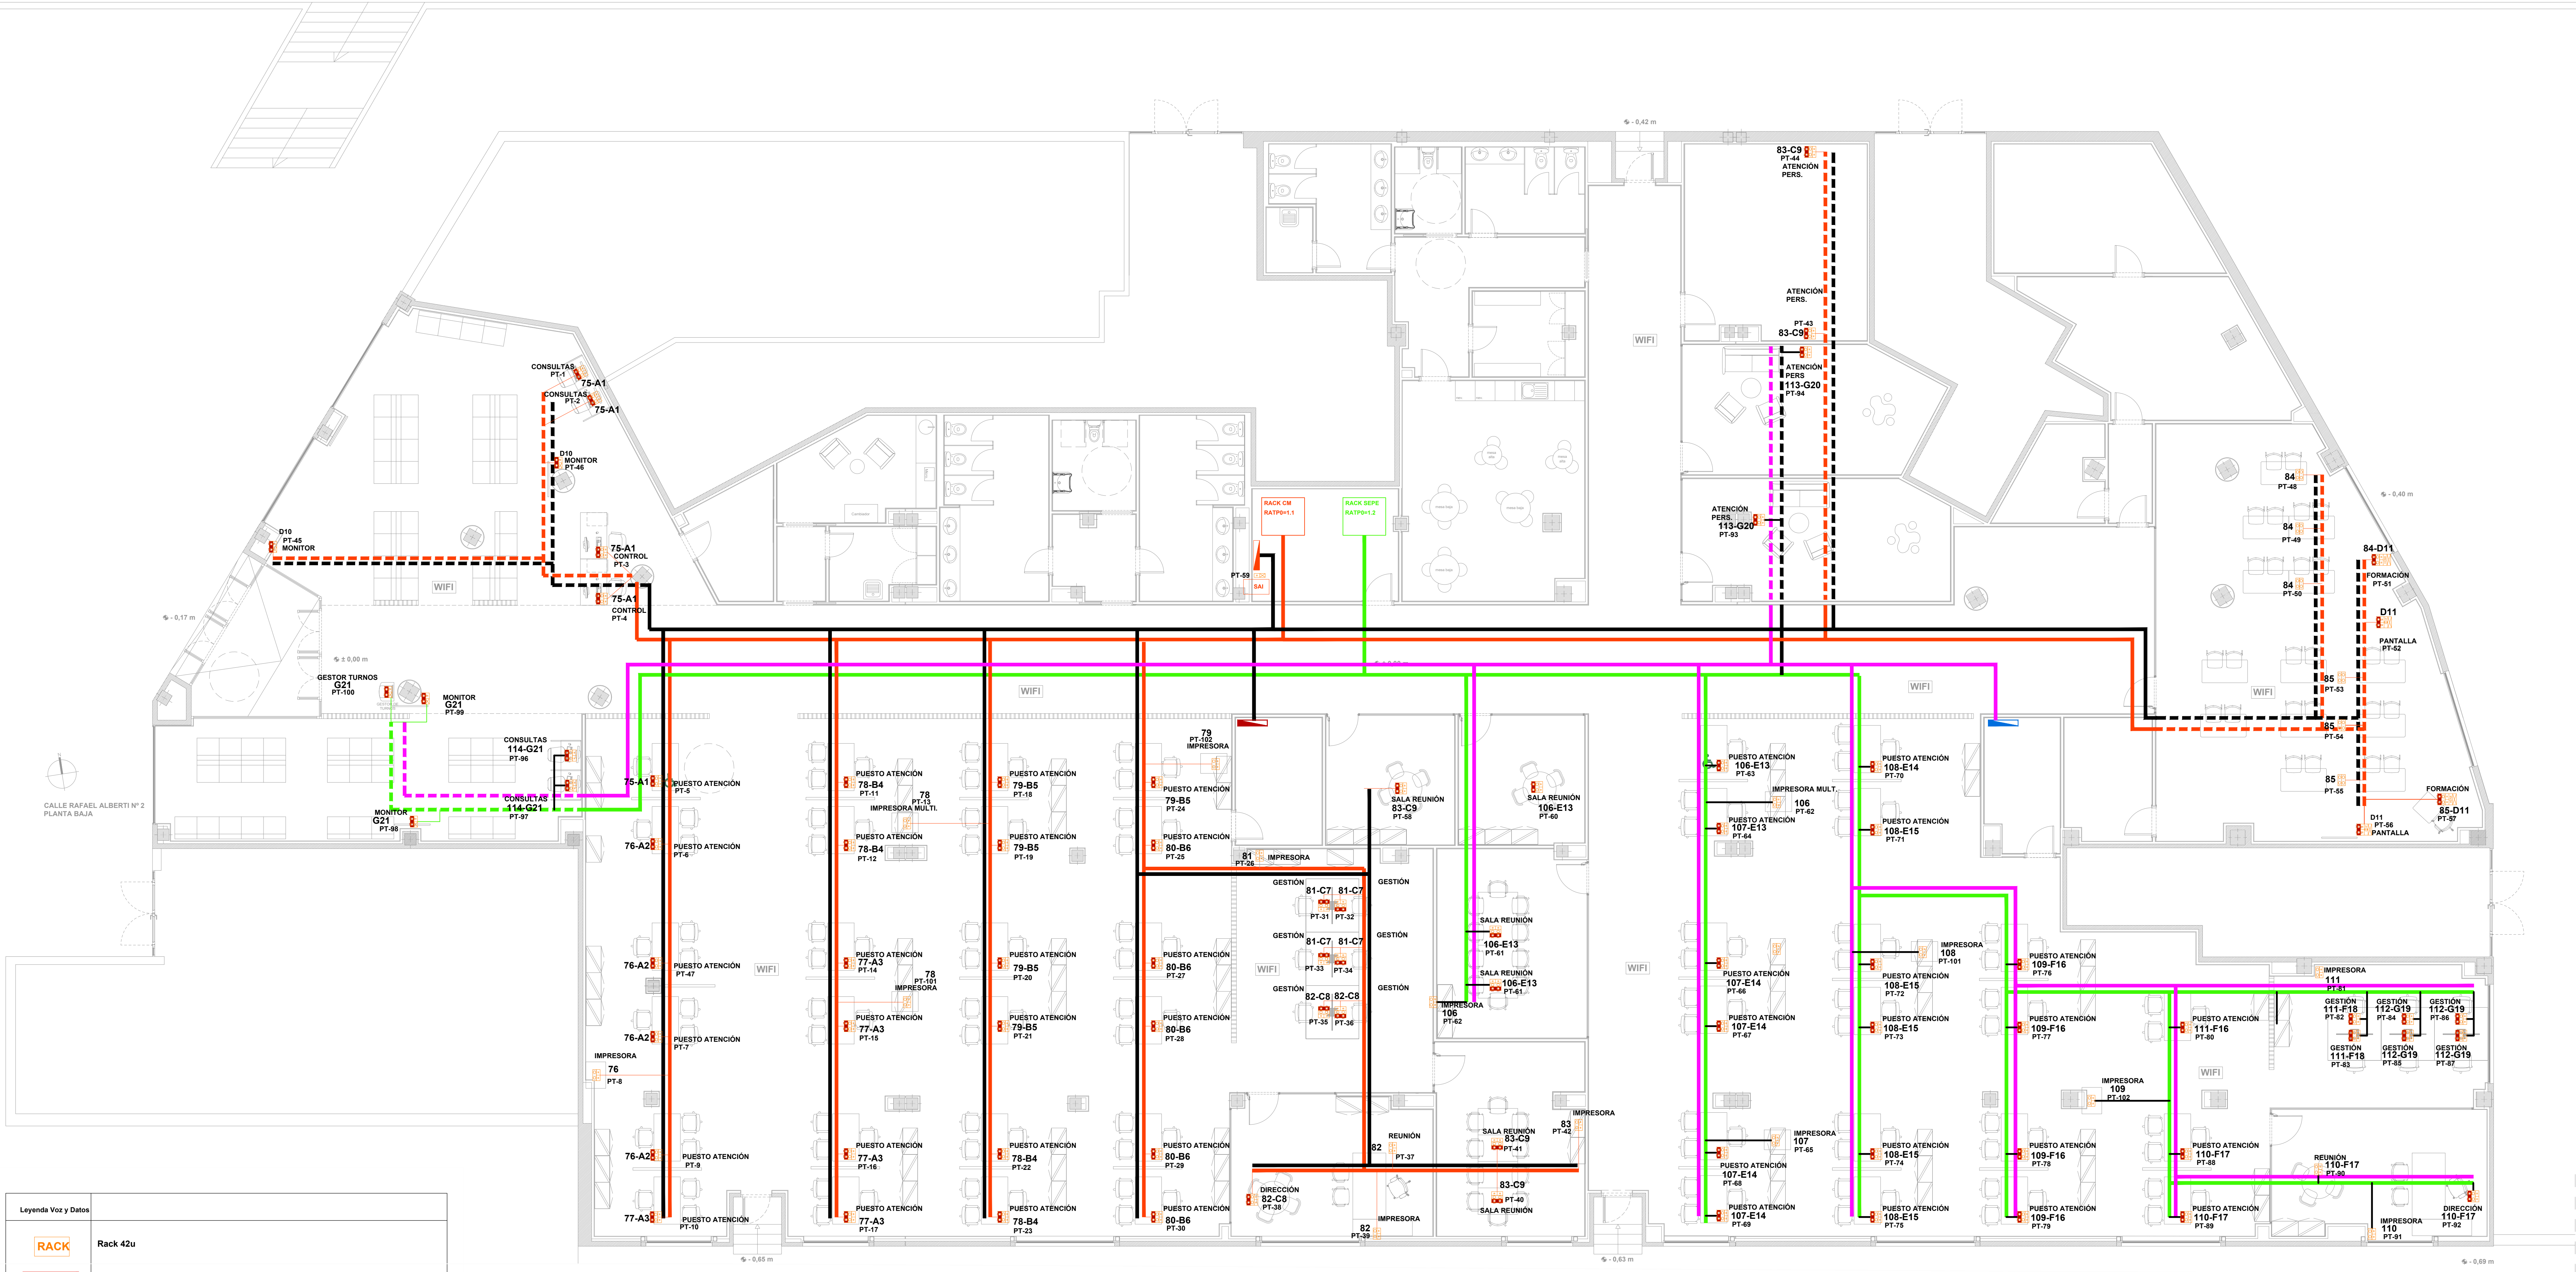 - 0,42 m
83-C9
PT-44
ATENCIÓN
PERS.
ATENCIÓN
PERS.
PT-43
83-C9
WIFI
ATENCIÓN
PERS
113-G20
PT-94
CONSULTAS
PT-1
75-A1
CONSULTAS
PT-2
75-A1
D10
MONITOR
PT-46
D10
PT-45
MONITOR
75-A1
CONTROL
PT-3
75-A1
CONTROL
PT-4
WIFI
RACK CM
RATP0=1.1
RACK SEPE
RATP0=1.2
PT-59
SAI
ATENCIÓN
PERS.
113-G20
PT-93
84
PT-48
- 0,40 m
84
PT-49
84-D11
FORMACIÓN
PT-51
84
PT-50
D11
PANTALLA
PT-52
85
PT-53
WIFI
85
PT-54
85
PT-55
FORMACIÓN
85-D11
PT-57
D11
PT-56
PANTALLA
- 0,17 m
± 0,00 m
GESTOR TURNOS
G21
PT-100
MONITOR
G21
PT-99
WIFI
WIFI
CONSULTAS
114-G21
PT-96
CONSULTAS
114-G21
PT-97
MONITOR
G21
PT-98
CALLE RAFAEL ALBERTI Nº 2
PLANTA BAJA
75-A1
PUESTO ATENCIÓN
PT-5
76-A2
PUESTO ATENCIÓN
PT-6
76-A2
PUESTO ATENCIÓN
PT-47
76-A2
PUESTO ATENCIÓN
PT-7
IMPRESORA
76
PT-8
76-A2
PUESTO ATENCIÓN
PT-9
77-A3
PUESTO ATENCIÓN
PT-10
WIFI
PUESTO ATENCIÓN
78-B4
PT-11
78
PT-13
IMPRESORA MULTI.
PUESTO ATENCIÓN
78-B4
PT-12
PUESTO ATENCIÓN
77-A3
PT-14
78
PT-101
IMPRESORA
PUESTO ATENCIÓN
77-A3
PT-15
PUESTO ATENCIÓN
77-A3
PT-16
PUESTO ATENCIÓN
77-A3
PT-17
PUESTO ATENCIÓN
79-B5
PT-18
PUESTO ATENCIÓN
79-B5
PT-19
PUESTO ATENCIÓN
79-B5
PT-20
PUESTO ATENCIÓN
79-B5
PT-21
PUESTO ATENCIÓN
78-B4
PT-22
PUESTO ATENCIÓN
78-B4
PT-23
79
PT-102
IMPRESORA
PUESTO ATENCIÓN
79-B5
PT-24
PUESTO ATENCIÓN
80-B6
PT-25
PUESTO ATENCIÓN
80-B6
PT-27
PUESTO ATENCIÓN
80-B6
PT-28
PUESTO ATENCIÓN
80-B6
PT-29
PUESTO ATENCIÓN
80-B6
PT-30
81
PT-26
IMPRESORA
SALA REUNIÓN
83-C9
PT-58
SALA REUNIÓN
106-E13
PT-60
GESTIÓN
81-C7
81-C7
GESTIÓN
PT-31
PT-32
GESTIÓN
81-C7
81-C7
GESTIÓN
PT-33
PT-34
WIFI
GESTIÓN
82-C8
82-C8
GESTIÓN
PT-35
PT-36
SALA REUNIÓN
106-E13
PT-61
SALA REUNIÓN
106-E13
PT-61
IMPRESORA
106
PT-62
82
REUNIÓN
PT-37
DIRECCIÓN
82-C8
PT-38
IMPRESORA
82
PT-39
SALA REUNIÓN
83-C9
PT-41
IMPRESORA
83
PT-42
83-C9
PT-40
SALA REUNIÓN
WIFI
PUESTO ATENCIÓN
106-E13
PT-63
IMPRESORA MULT.
106
PT-62
PUESTO ATENCIÓN
107-E13
PT-64
PUESTO ATENCIÓN
107-E14
PT-66
PUESTO ATENCIÓN
107-E14
PT-67
IMPRESORA
107
PT-65
PUESTO ATENCIÓN
107-E14
PT-68
PUESTO ATENCIÓN
107-E14
PT-69
WIFI
PUESTO ATENCIÓN
108-E14
PT-70
PUESTO ATENCIÓN
108-E15
PT-71
IMPRESORA
108
PT-101
PUESTO ATENCIÓN
108-E15
PT-72
PUESTO ATENCIÓN
108-E15
PT-73
PUESTO ATENCIÓN
108-E15
PT-74
PUESTO ATENCIÓN
108-E15
PT-75
PUESTO ATENCIÓN
109-F16
PT-76
PUESTO ATENCIÓN
109-F16
PT-77
IMPRESORA
109
PT-102
PUESTO ATENCIÓN
109-F16
PT-78
PUESTO ATENCIÓN
109-F16
PT-79
PUESTO ATENCIÓN
111-F16
PT-80
WIFI
PUESTO ATENCIÓN
110-F17
PT-88
PUESTO ATENCIÓN
110-F17
PT-89
IMPRESORA
111
PT-81
GESTIÓN
111-F18
PT-82
GESTIÓN
112-G19
PT-84
GESTIÓN
112-G19
PT-86
GESTIÓN
111-F18
PT-83
GESTIÓN
112-G19
PT-85
GESTIÓN
112-G19
PT-87
REUNIÓN
110-F17
PT-90
IMPRESORA
110
PT-91
DIRECCIÓN
110-F17
PT-92
- 0,65 m
- 0,63 m
- 0,69 m
Leyenda Voz y Datos
RACK
Rack 42u